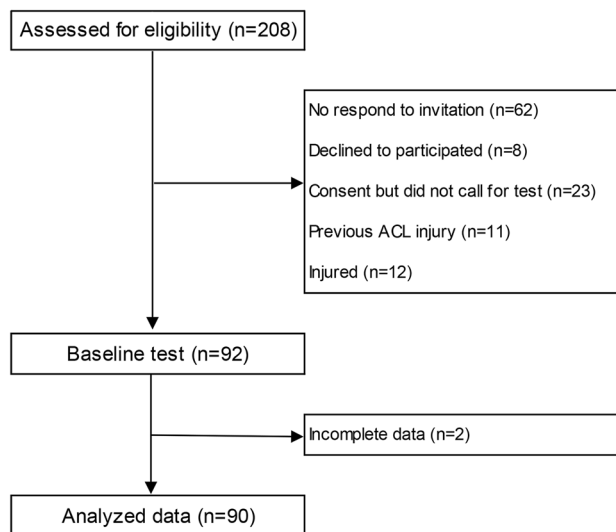 Assessed for eligibility (n=208)
No respond to invitation (n=62)
Declined to participated (n=8)
Consent but did not call for test (n=23)
Previous ACL injury (n=11)
Injured (n=12)
Baseline test (n=92)
Incomplete data (n=2)
Analyzed data (n=90)